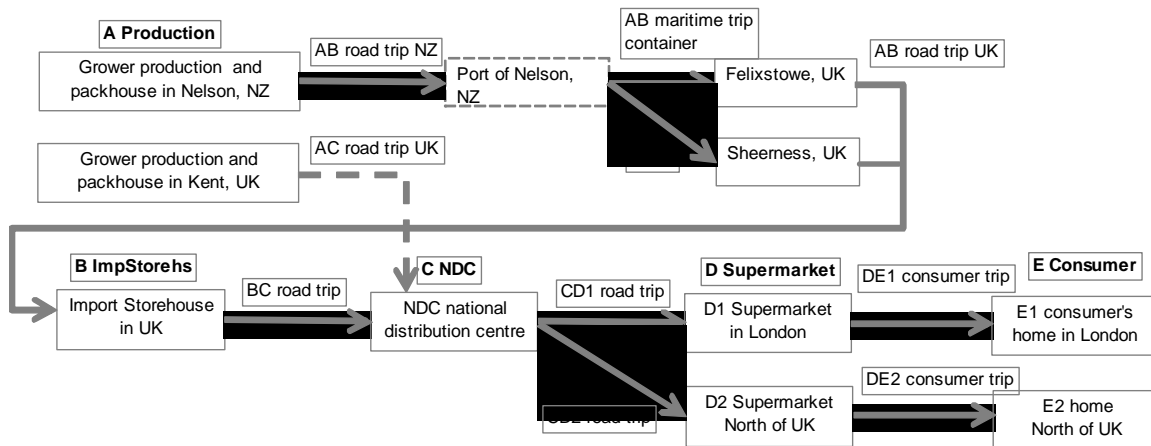 A Production
AB road trip NZ
AB maritime trip
container
AB road trip UK
Grower production and
packhouse in Nelson, NZ
Port of Nelson,
NZ
Felixstowe, UK
Sheerness, UK
AC road trip UK
Grower production and
packhouse in Kent, UK
B ImpStorehs
BC road trip
C NDC
CD1 road trip
D Supermarket
DE1 consumer trip
E Consumer
Import Storehouse
in UK
NDC national
distribution centre
D1 Supermarket
in London
E1 consumer's
home in London
DE2 consumer trip
CD2 road trip
D2 Supermarket
North of UK
E2 home
North of UK